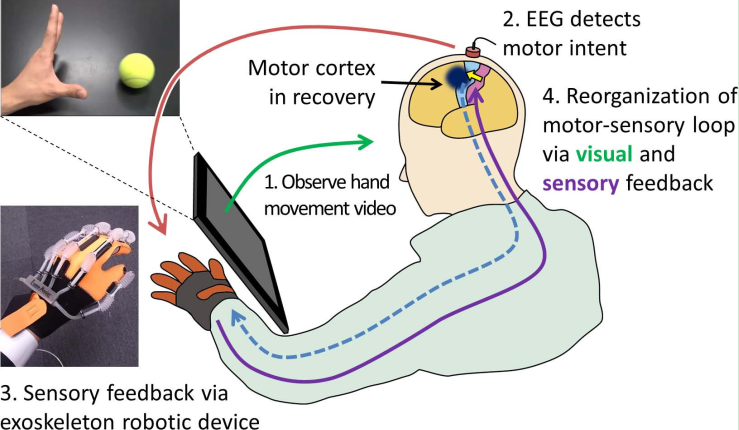 2. EEG detects
motor intent
Motor cortex
in recovery
4. Reorganization of
motor-sensory loop
via visual and
sensory feedback
1. Observe hand
movement video
3. Sensory feedback via
exoskeleton robotic device